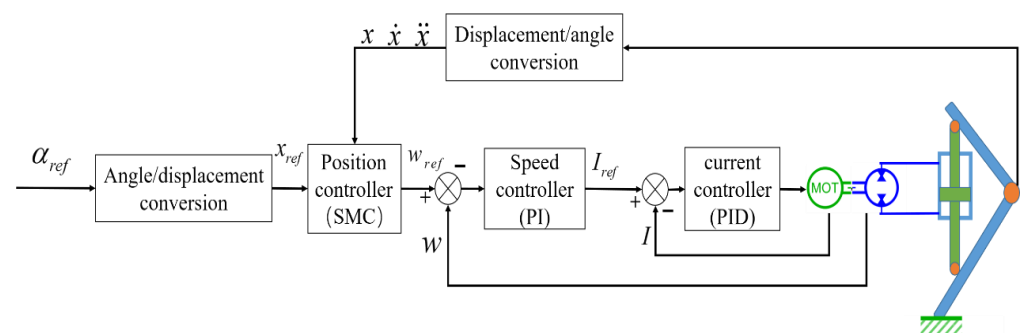 x ẋ ẍ
Displacement/angle
conversion
α_ref
Angle/displacement
conversion
x_ref
Position
controller
(SMC)
w_ref
+
-
w
Speed
controller
(PI)
I_ref
+
-
I
current
controller
(PID)
MOT